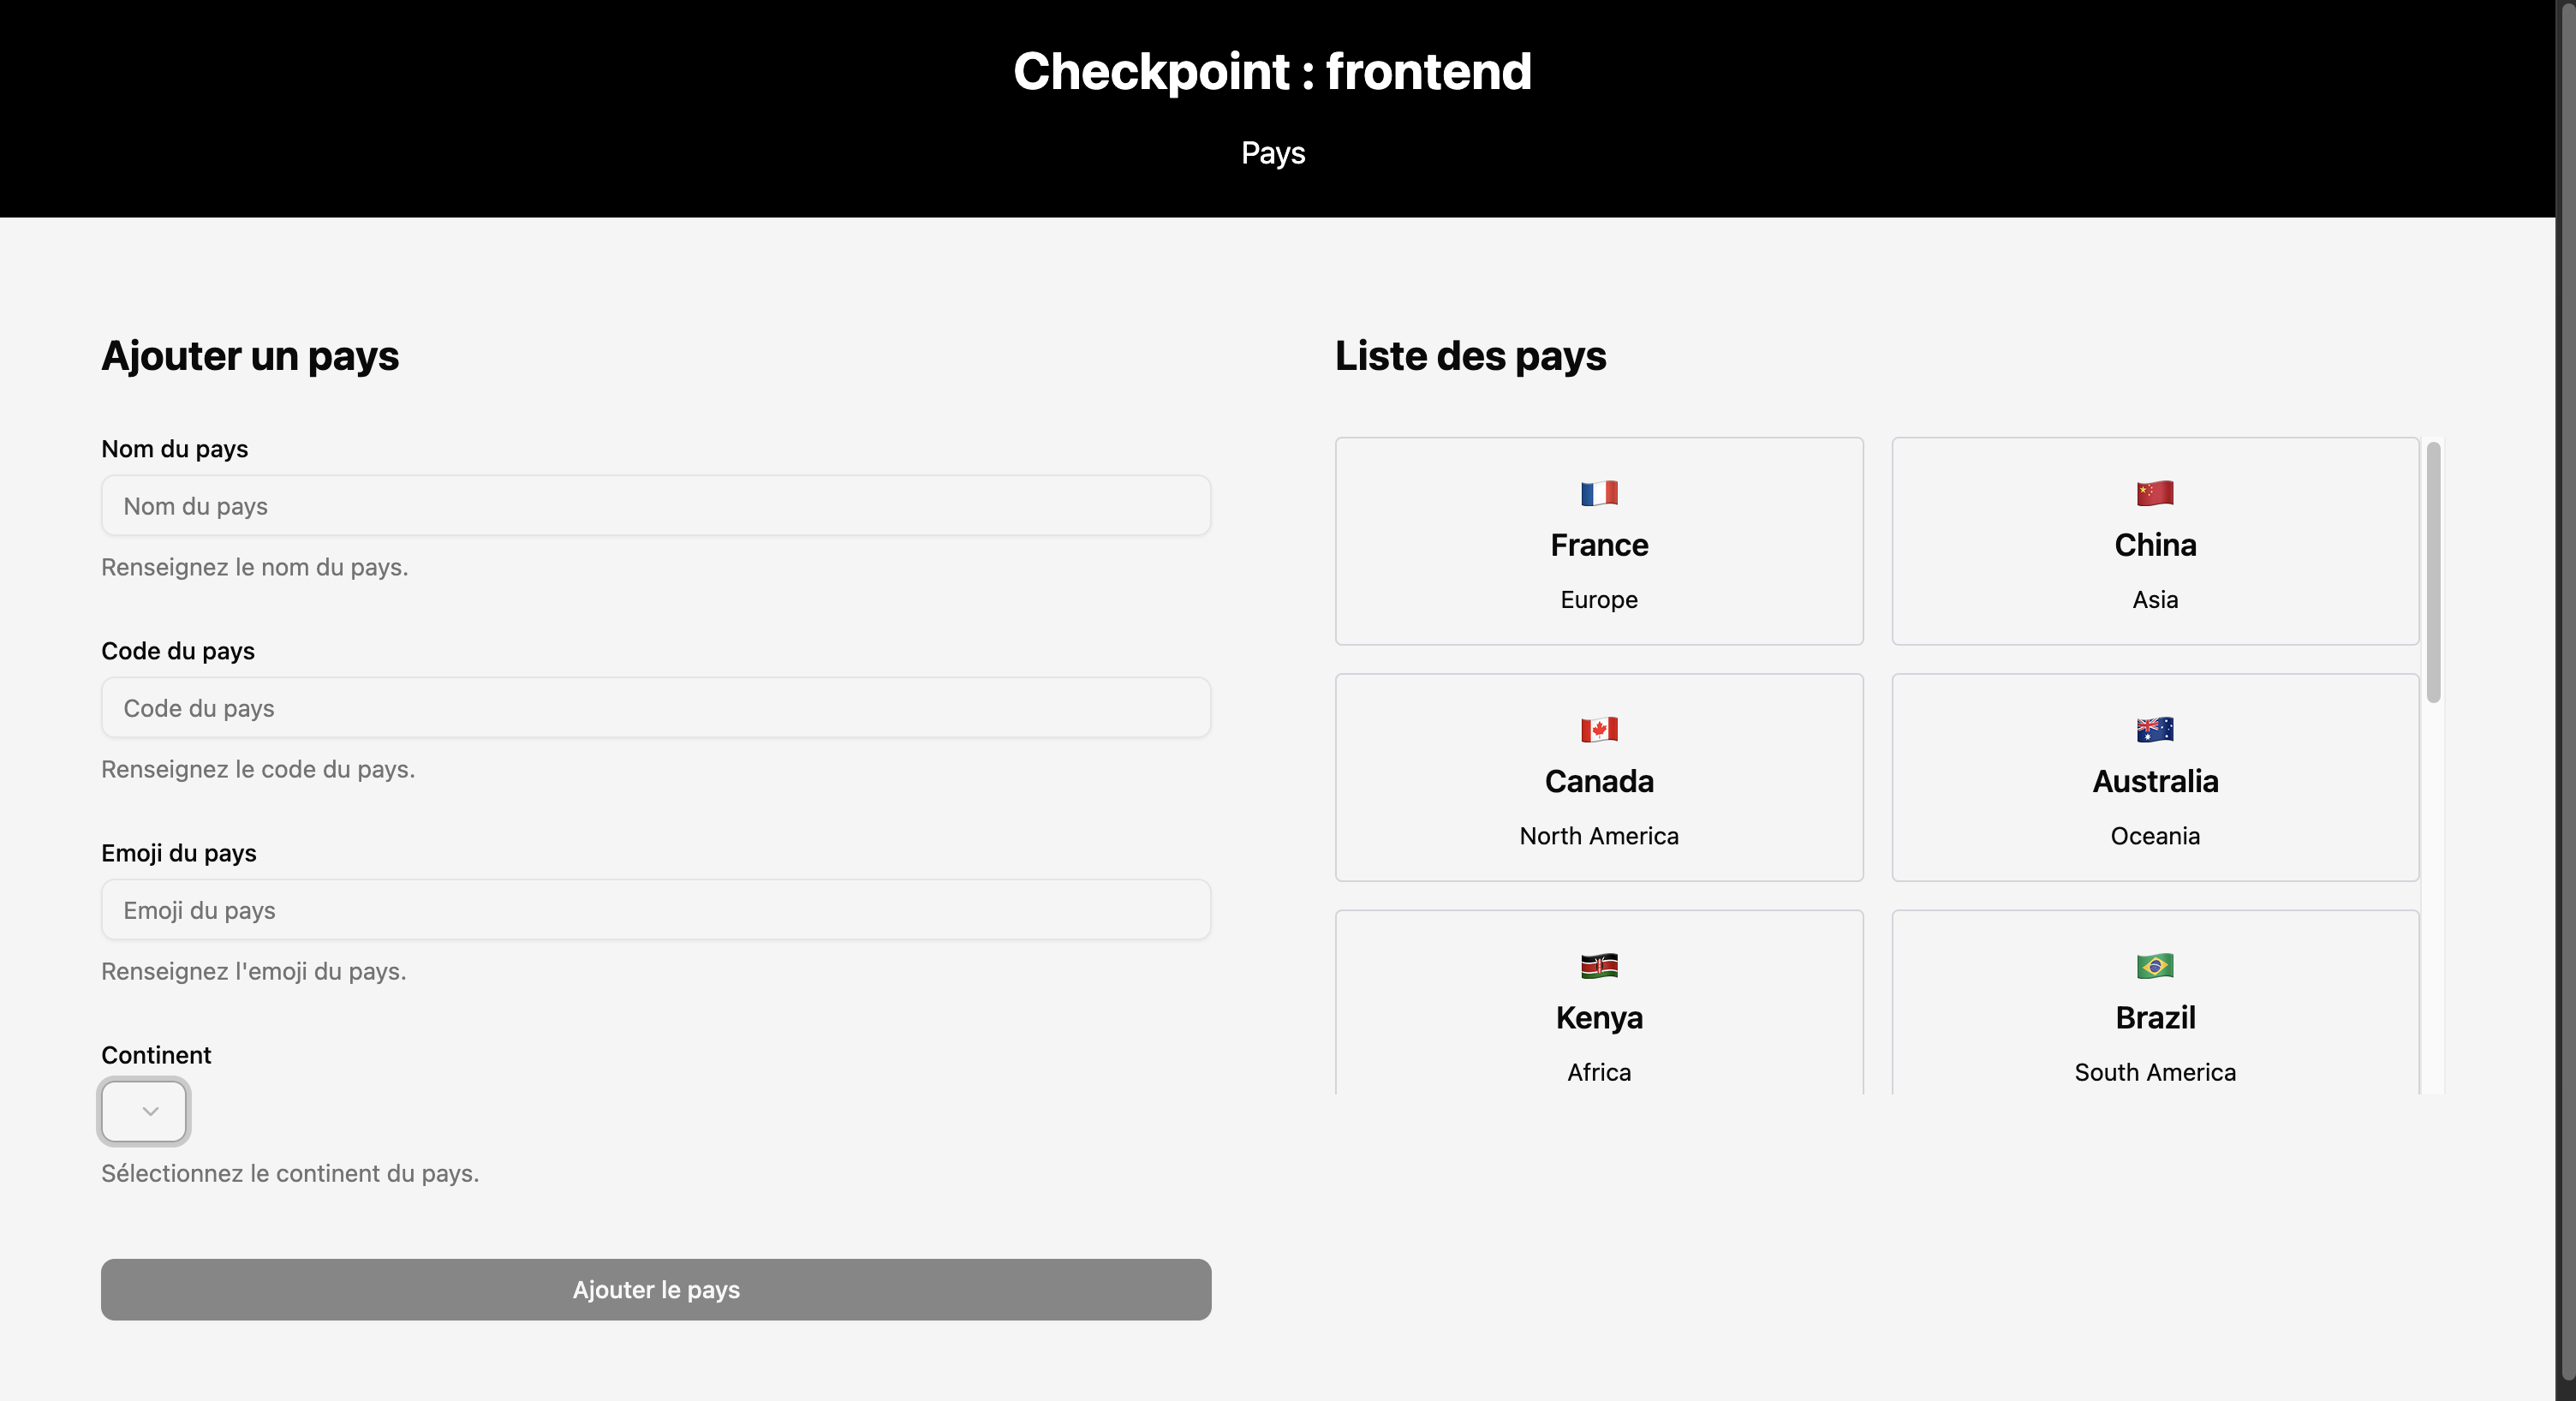 Checkpoint : frontend
Pays
Ajouter un pays
Nom du pays
Nom du pays
Renseignez le nom du pays.
Code du pays
Code du pays
Renseignez le code du pays.
Emoji du pays
Emoji du pays
Renseignez l'emoji du pays.
Continent
Sélectionnez le continent du pays.
Ajouter le pays
Liste des pays
France
Europe
China
Asia
Canada
North America
Australia
Oceania
Kenya
Africa
Brazil
South America